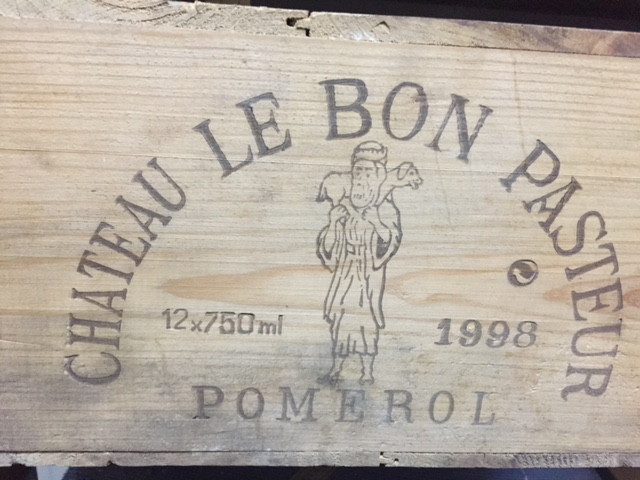 CHATEAU LE BON PASTEUR
12x750ml
1998
POMEROL